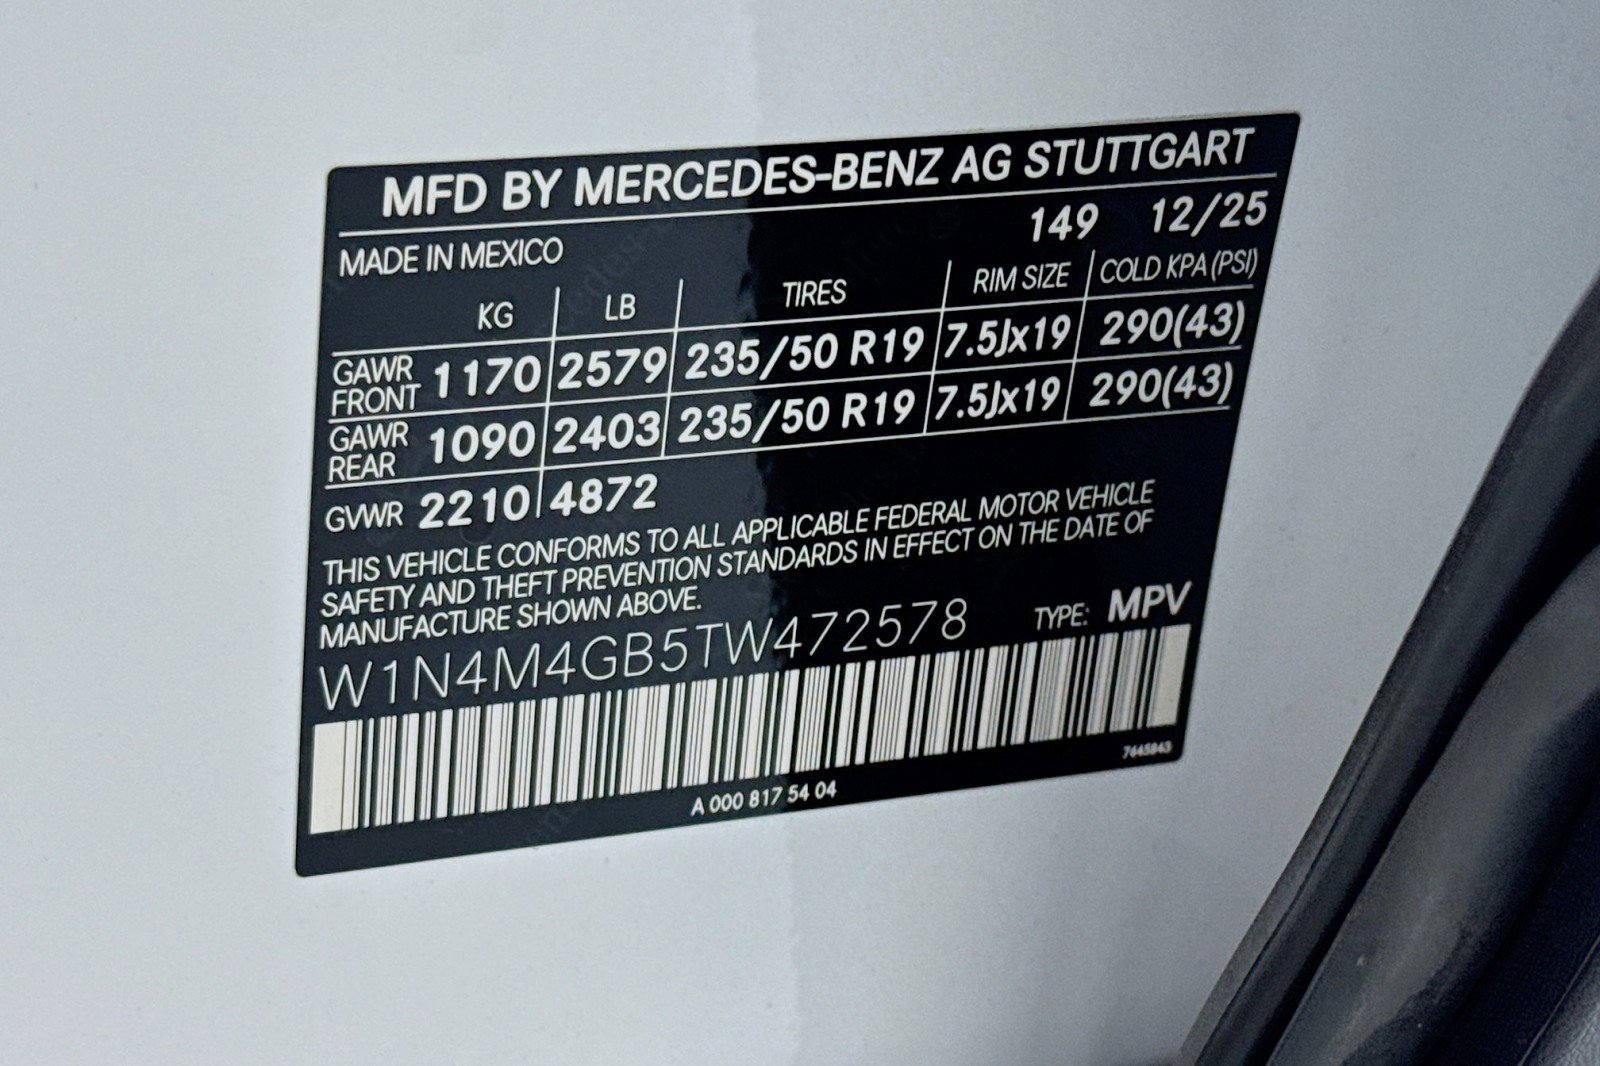 MFD BY MERCEDES-BENZ AG STUTTGART
149 12/25
MADE IN MEXICO
KG LB TIRES RIM SIZE COLD KPA (PSI)
GAWR FRONT 1170 2579 235/50 R19 7.5Jx19 290(43)
GAWR REAR 1090 2403 235/50 R19 7.5Jx19 290(43)
GVWR 2210 4872
THIS VEHICLE CONFORMS TO ALL APPLICABLE FEDERAL MOTOR VEHICLE
SAFETY AND THEFT PREVENTION STANDARDS IN EFFECT ON THE DATE OF
MANUFACTURE SHOWN ABOVE.
W1N4M4GB5TW472578 TYPE: MPV
7445843
A 000 817 54 04